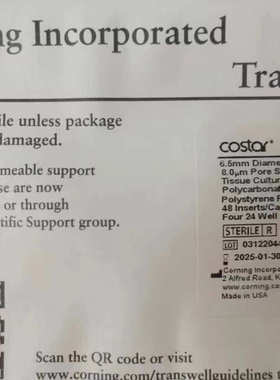 ng Incorporated
Tra
ile unless package
damaged.
meable support
se are now
or through
tific Support group.
costar
6.5mm Diame
8.0µm Pore S
Tissue Cultur
Polycarbonat
Polystyrene P
48 Inserts/Ca
Four 24 Well
STERILE R
LOT 0312204
2025-01-30
Corning Incorpor
2 Alfred Road, K
www.corning.co
Made in USA
Scan the QR code or visit
www.corning.com/transwellguidelines